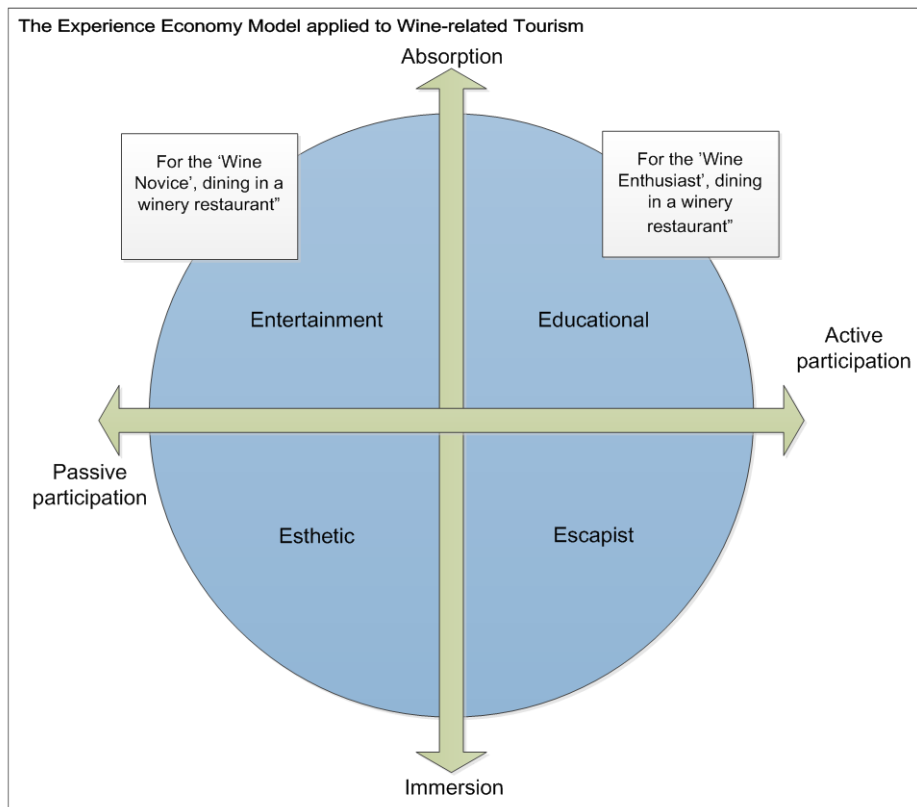 The Experience Economy Model applied to Wine-related Tourism
Absorption
For the ‘Wine
Novice’, dining in a
winery restaurant”
For the ’Wine
Enthusiast’, dining
in a winery
restaurant”
Entertainment
Educational
Active
participation
Passive
participation
Esthetic
Escapist
Immersion